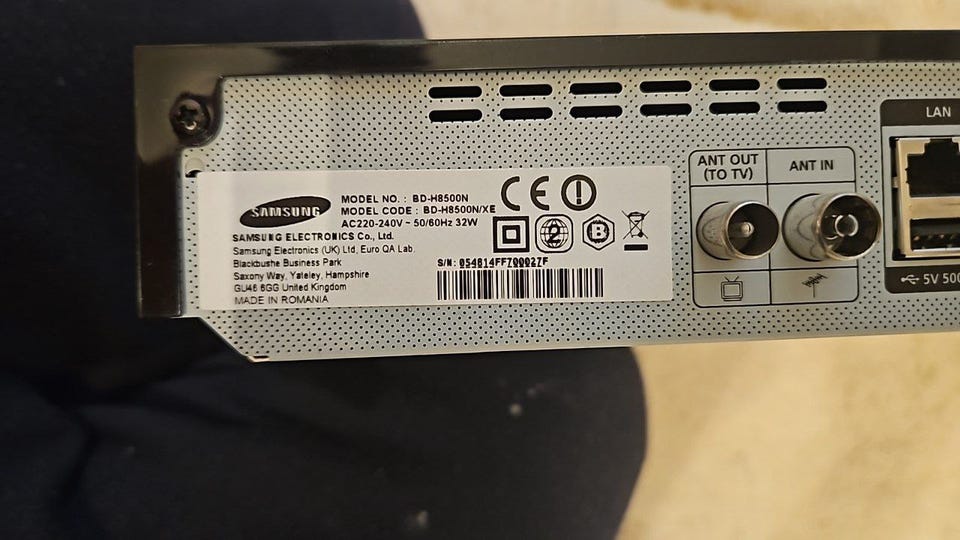 SAMSUNG
MODEL NO. : BD-H8500N
MODEL CODE : BD-H8500N/XE
AC220-240V ~ 50/60Hz 32W
SAMSUNG ELECTRONICS Co., Ltd.
Samsung Electronics (UK) Ltd, Euro QA Lab.
Blackbushe Business Park
Saxony Way, Yateley, Hampshire
GU46 6GG United Kingdom
MADE IN ROMANIA
CE
2
B
S/N: 054814FF700027F
ANT OUT
(TO TV)
ANT IN
LAN
5V 500